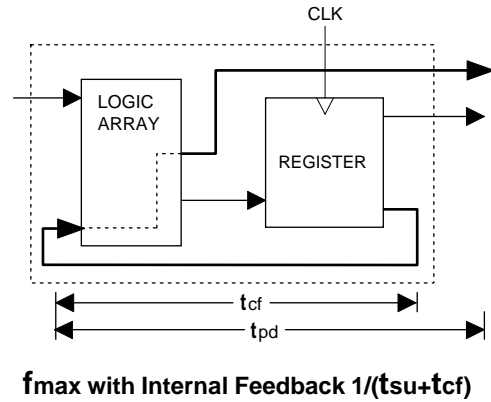 CLK
LOGIC
ARRAY
REGISTER
tcf
tpd
fmax with Internal Feedback 1/(tsu+tcf)